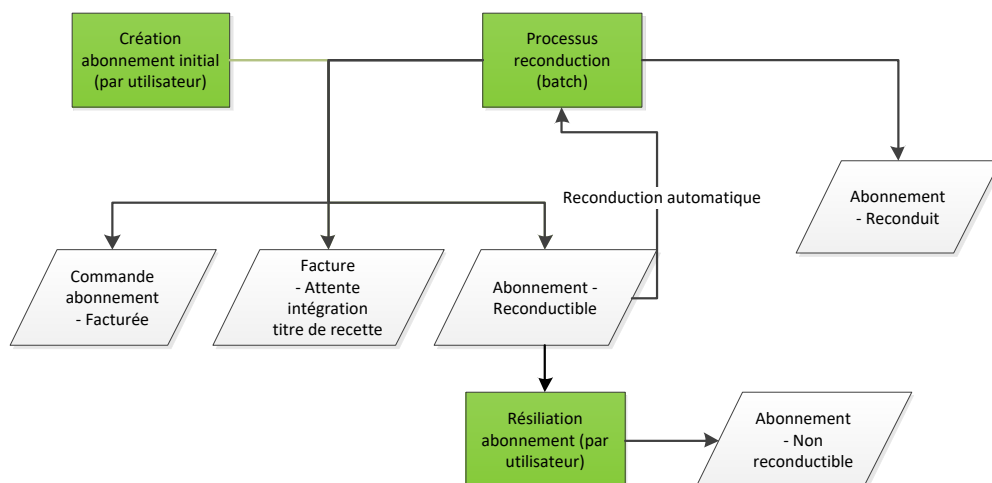 Création
abonnement initial
(par utilisateur)
Processus
reconduction
(batch)
Reconduction automatique
Abonnement
- Reconduit
Commande
abonnement
- Facturée
Facture
- Attente
intégration
titre de recette
Abonnement -
Reconductible
Résiliation
abonnement (par
utilisateur)
Abonnement
- Non
reconductible